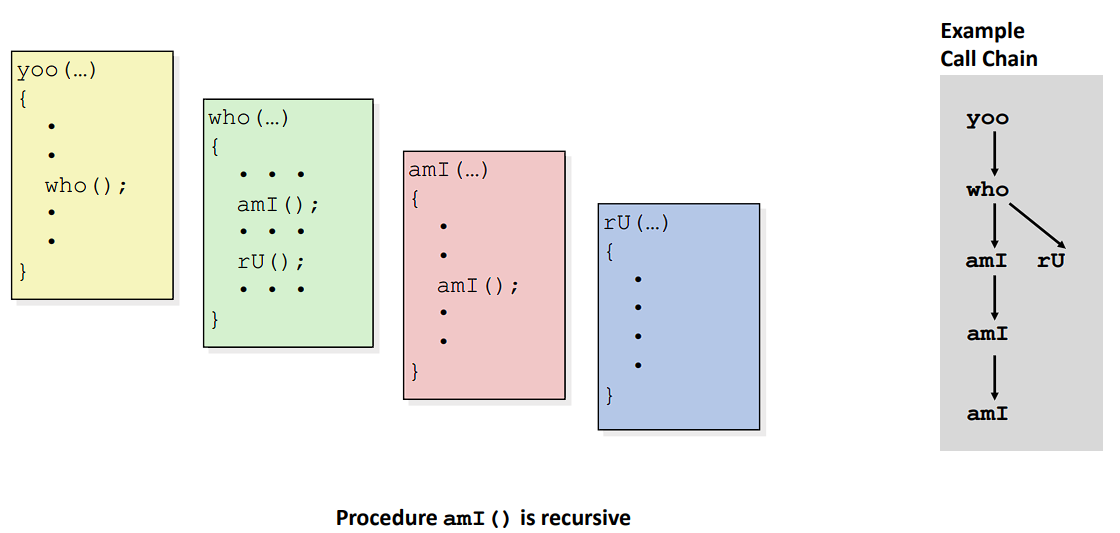 yoo(…)
{
•
•
who();
•
•
}
who(…)
{
• • •
amI();
• • •
rU();
• • •
}
amI(…)
{
•
•
amI();
•
•
}
rU(…)
{
•
•
•
•
}
Example
Call Chain
yoo
who
amI rU
amI
amI
Procedure amI() is recursive